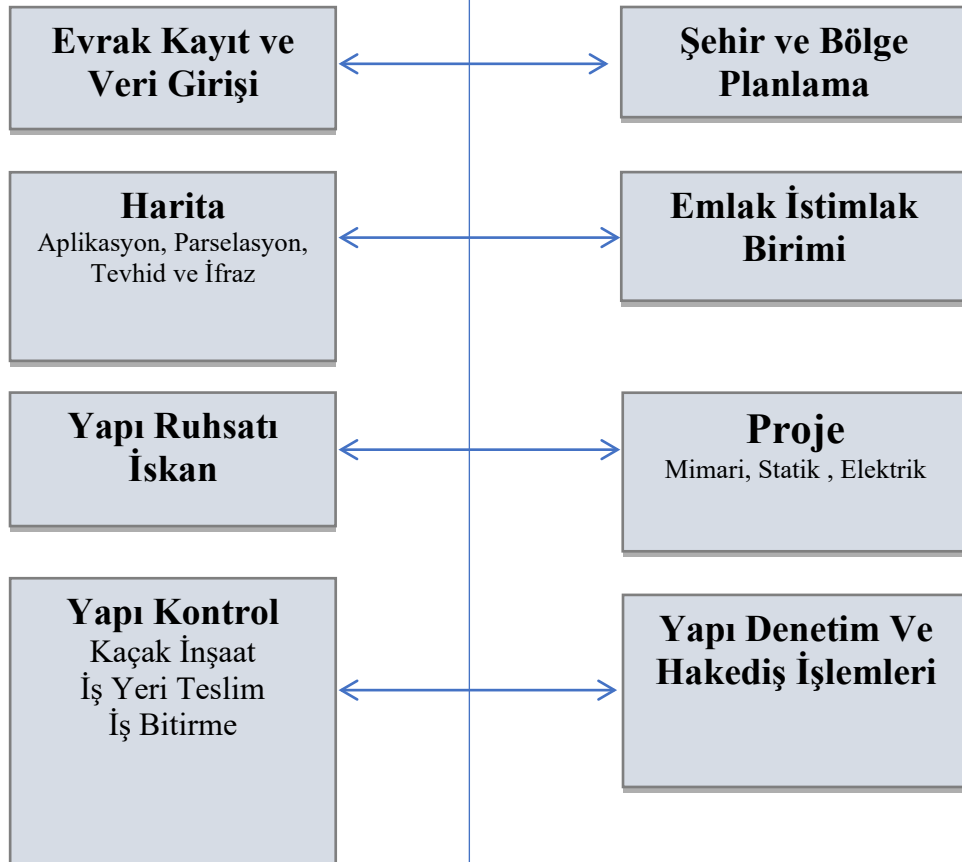 Evrak Kayıt ve
Veri Girişi
Şehir ve Bölge
Planlama
Harita
Aplikasyon, Parselasyon,
Tevhid ve İfraz
Emlak İstimlak
Birimi
Yapı Ruhsatı
İskan
Proje
Mimari, Statik , Elektrik
Yapı Kontrol
Kaçak İnşaat
İş Yeri Teslim
İş Bitirme
Yapı Denetim Ve
Hakediş İşlemleri